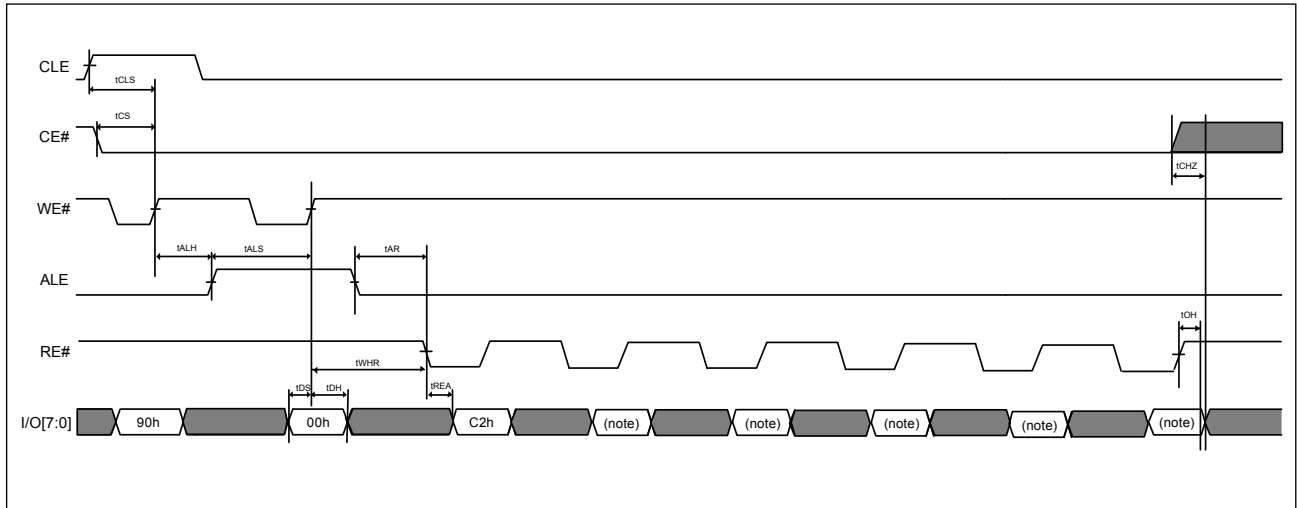 CLE
tCLS
CE#
tCS
tCHZ
WE#
tALH tALS tAR
ALE
tOH
RE#
tWHR
tREA
tDS tDH
I/O[7:0] 90h 00h C2h (note) (note) (note) (note) (note)